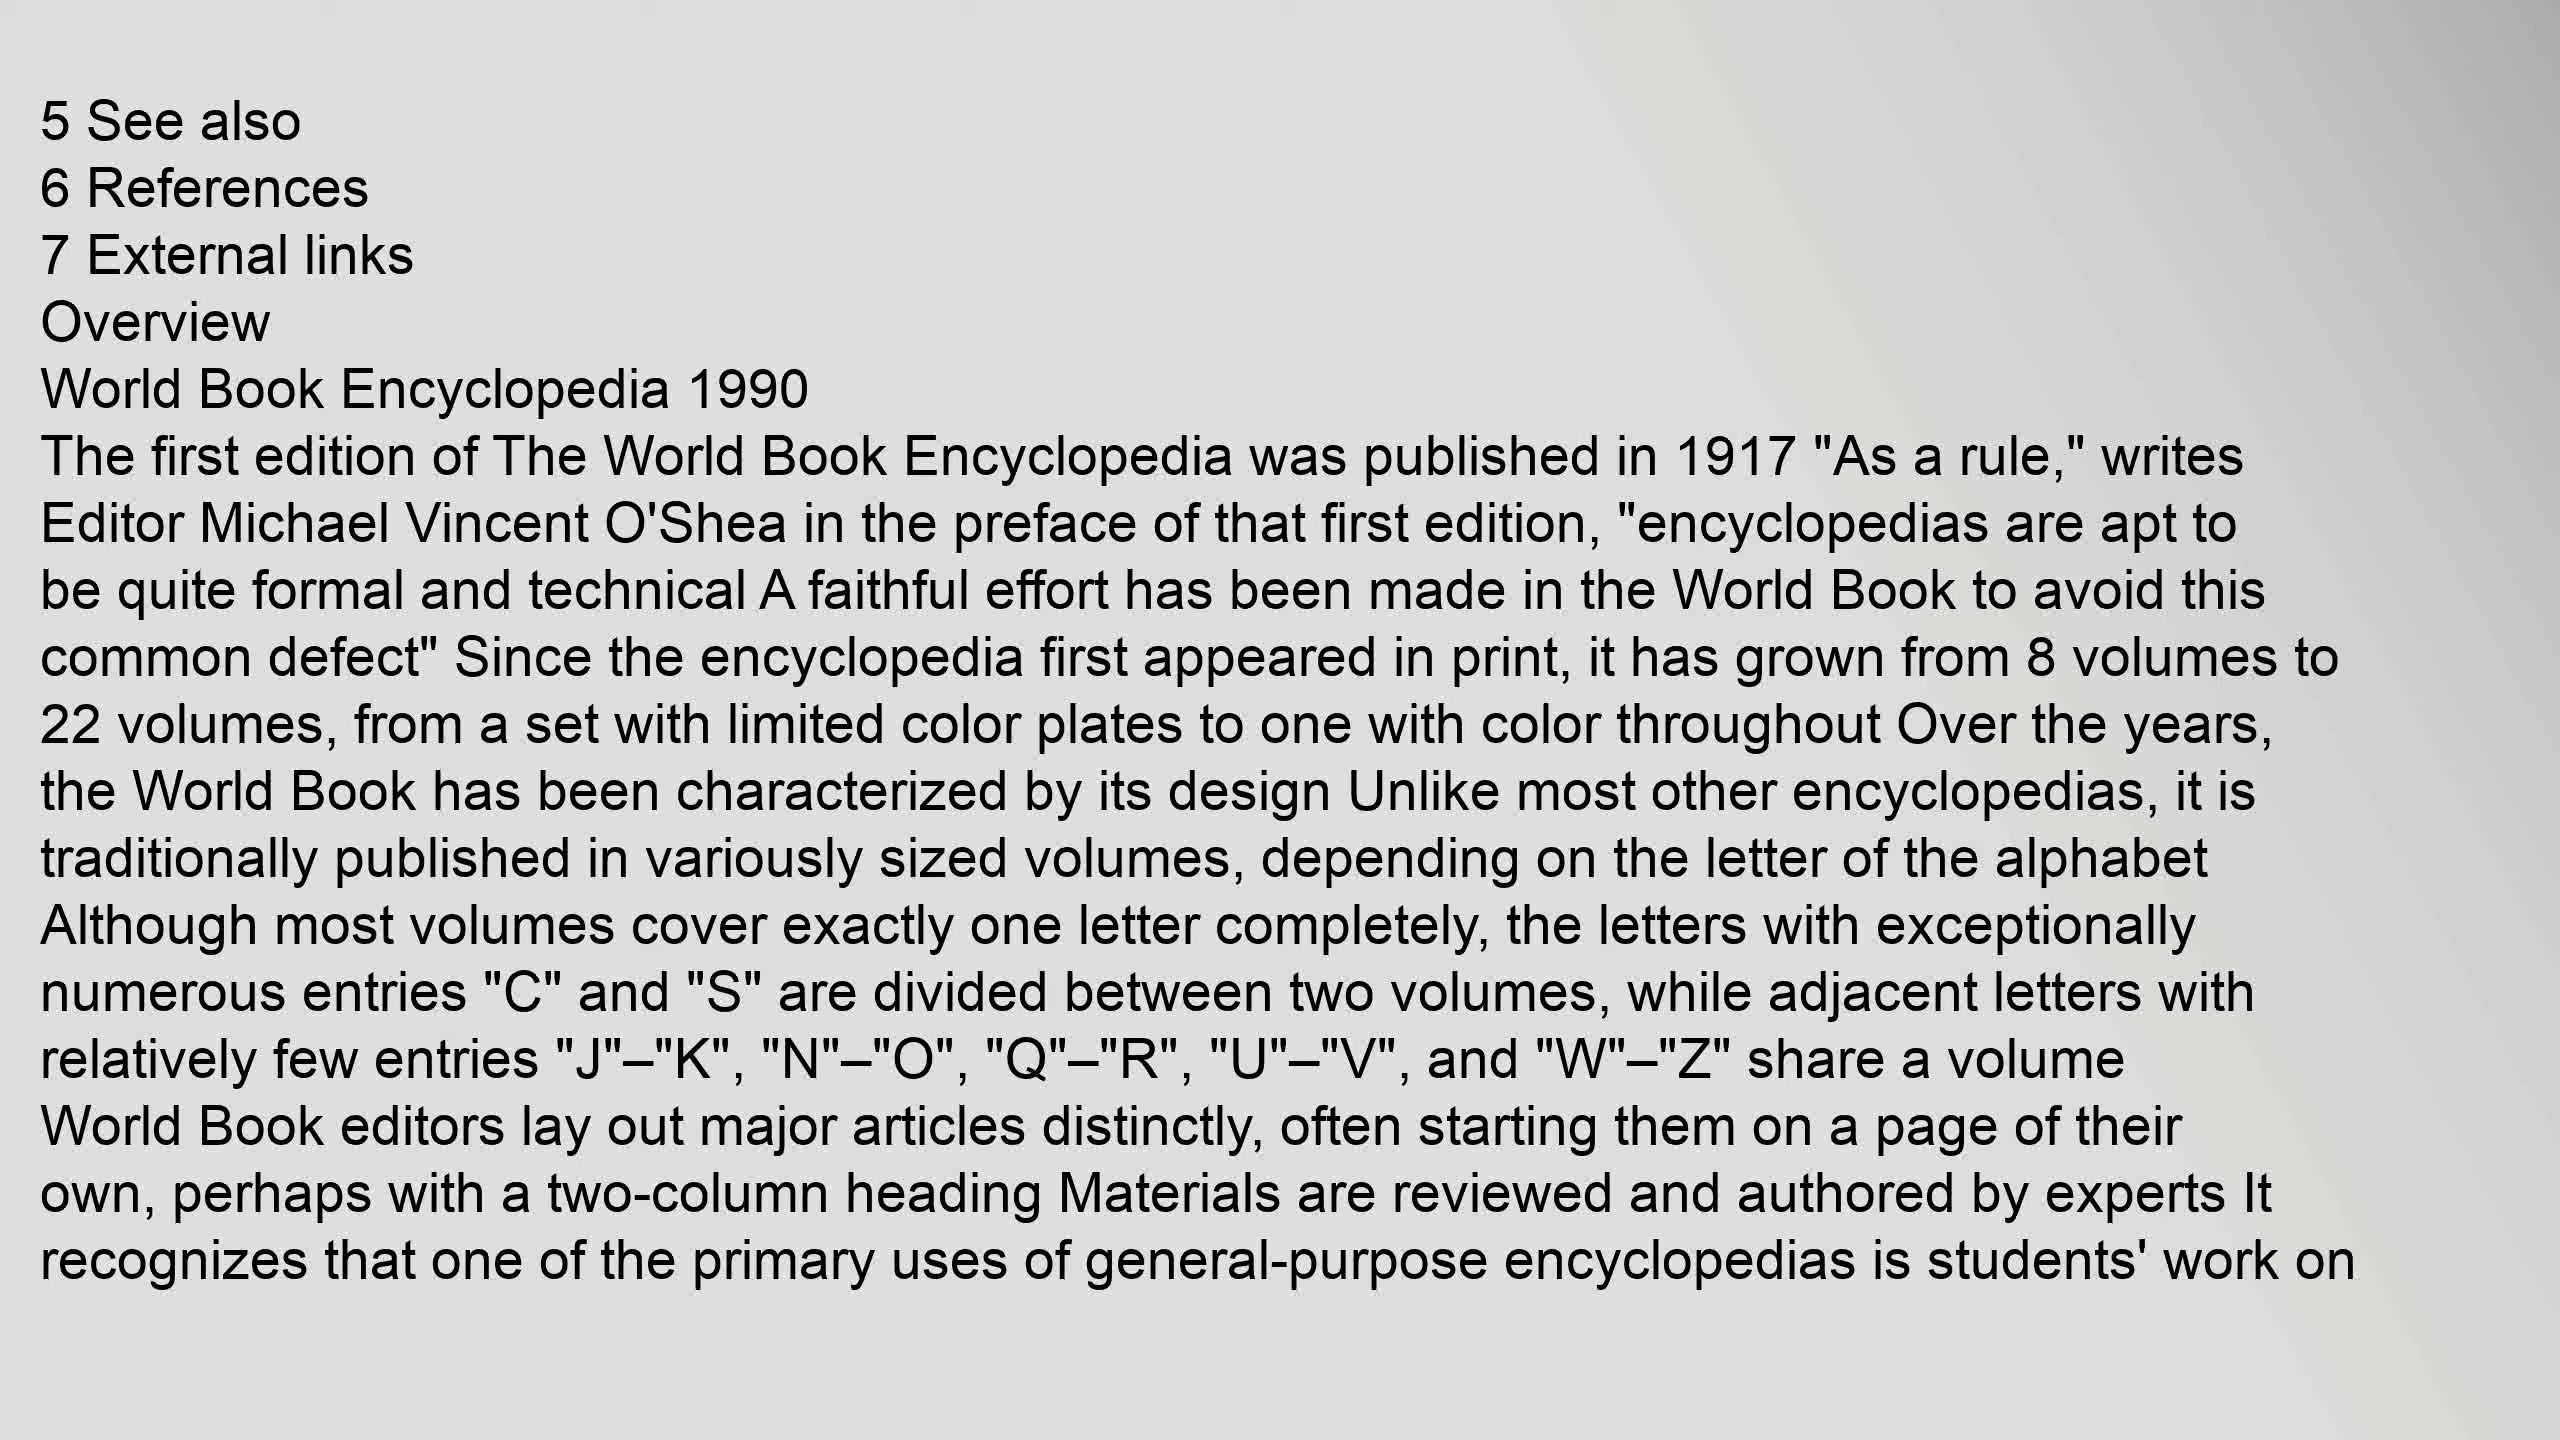 5 See also
6 References
7 External links
Overview
World Book Encyclopedia 1990
The first edition of The World Book Encyclopedia was published in 1917 "As a rule," writes
Editor Michael Vincent O'Shea in the preface of that first edition, "encyclopedias are apt to
be quite formal and technical A faithful effort has been made in the World Book to avoid this
common defect" Since the encyclopedia first appeared in print, it has grown from 8 volumes to
22 volumes, from a set with limited color plates to one with color throughout Over the years,
the World Book has been characterized by its design Unlike most other encyclopedias, it is
traditionally published in variously sized volumes, depending on the letter of the alphabet
Although most volumes cover exactly one letter completely, the letters with exceptionally
numerous entries "C" and "S" are divided between two volumes, while adjacent letters with
relatively few entries "J"–"K", "N"–"O", "Q"–"R", "U"–"V", and "W"–"Z" share a volume
World Book editors lay out major articles distinctly, often starting them on a page of their
own, perhaps with a two-column heading Materials are reviewed and authored by experts It
recognizes that one of the primary uses of general-purpose encyclopedias is students' work on